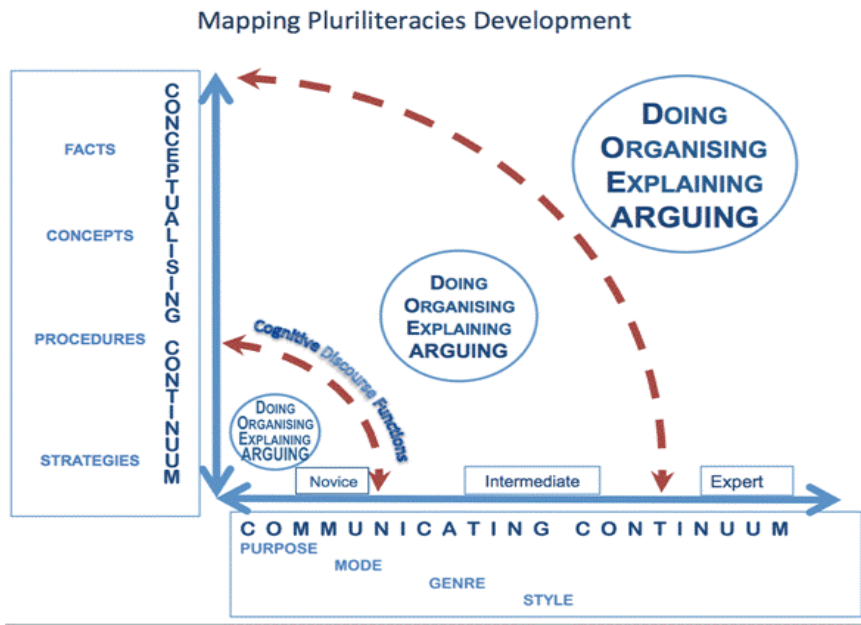 Mapping Pluriliteracies Development
CONCEPTUALISING CONTINUUM
FACTS
CONCEPTS
PROCEDURES
STRATEGIES
DOING
ORGANISING
EXPLAINING
ARGUING
DOING
ORGANISING
EXPLAINING
ARGUING
Cognitive Discourse Functions
DOING
ORGANISING
EXPLAINING
ARGUING
Novice
Intermediate
Expert
COMMUNICATING CONTINUUM
PURPOSE
MODE
GENRE
STYLE